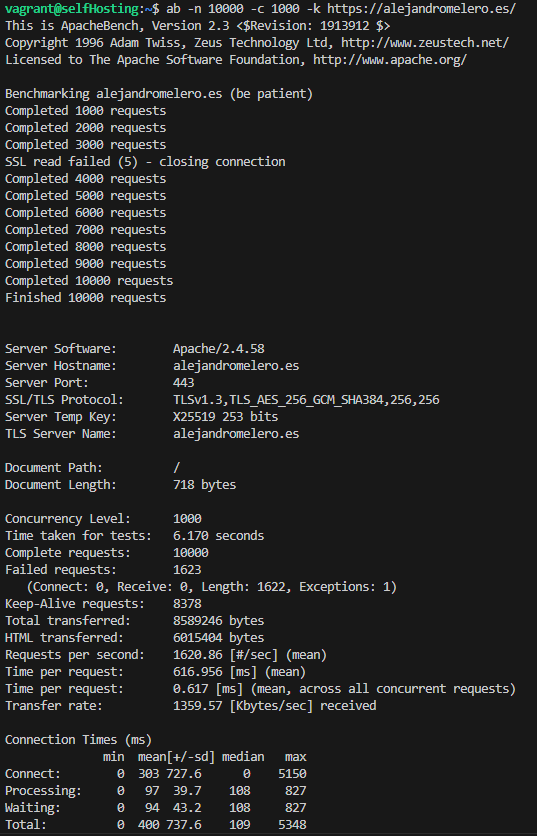 vagrant@selfHosting:~$ ab -n 10000 -c 1000 -k https://alejandromelero.es/
This is ApacheBench, Version 2.3 <$Revision: 1913912 $>
Copyright 1996 Adam Twiss, Zeus Technology Ltd, http://www.zeustech.net/
Licensed to The Apache Software Foundation, http://www.apache.org/

Benchmarking alejandromelero.es (be patient)
Completed 1000 requests
Completed 2000 requests
Completed 3000 requests
SSL read failed (5) - closing connection
Completed 4000 requests
Completed 5000 requests
Completed 6000 requests
Completed 7000 requests
Completed 8000 requests
Completed 9000 requests
Completed 10000 requests
Finished 10000 requests

Server Software:        Apache/2.4.58
Server Hostname:        alejandromelero.es
Server Port:            443
SSL/TLS Protocol:       TLSv1.3,TLS_AES_256_GCM_SHA384,256,256
Server Temp Key:        X25519 253 bits
TLS Server Name:        alejandromelero.es

Document Path:          /
Document Length:        718 bytes

Concurrency Level:      1000
Time taken for tests:   6.170 seconds
Complete requests:      10000
Failed requests:        1623
   (Connect: 0, Receive: 0, Length: 1622, Exceptions: 1)
Keep-Alive requests:    8378
Total transferred:      8589246 bytes
HTML transferred:       6015404 bytes
Requests per second:    1620.86 [#/sec] (mean)
Time per request:       616.956 [ms] (mean)
Time per request:       0.617 [ms] (mean, across all concurrent requests)
Transfer rate:          1359.57 [Kbytes/sec] received

Connection Times (ms)
              min  mean[+/-sd] median   max
Connect:        0  303 727.6      0    5150
Processing:     0   97  39.7    108     827
Waiting:        0   94  43.2    108     827
Total:          0  400 737.6    109    5348